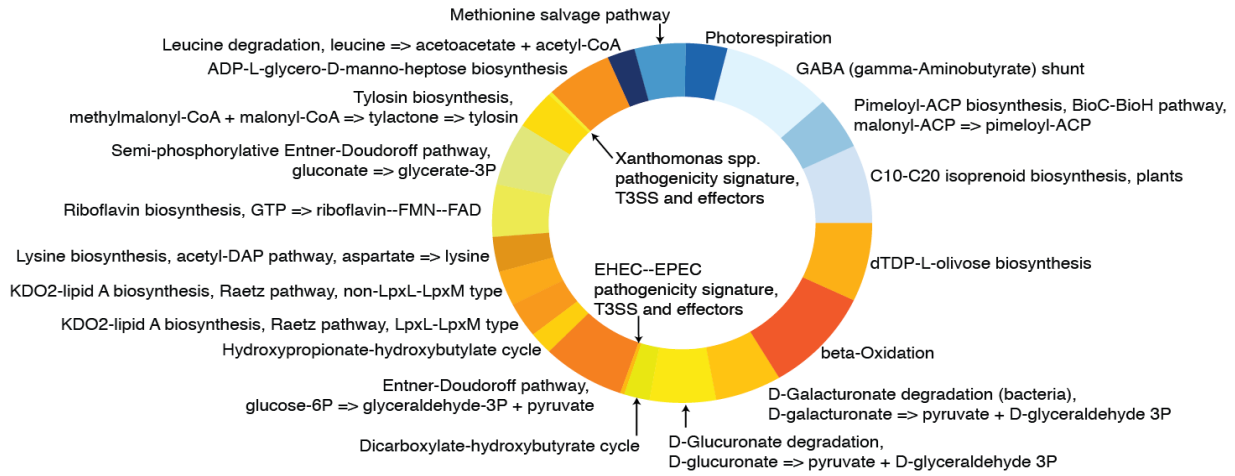 Methionine salvage pathway
Leucine degradation, leucine => acetoacetate + acetyl-CoA
Photorespiration
ADP-L-glycero-D-manno-heptose biosynthesis
GABA (gamma-Aminobutyrate) shunt
Tylosin biosynthesis,
methylmalonyl-CoA + malonyl-CoA => tylactone => tylosin
Pimeloyl-ACP biosynthesis, BioC-BioH pathway,
malonyl-ACP => pimeloyl-ACP
Semi-phosphorylative Entner-Doudoroff pathway,
gluconate => glycerate-3P
Xanthomonas spp.
pathogenicity signature,
T3SS and effectors
C10-C20 isoprenoid biosynthesis, plants
Riboflavin biosynthesis, GTP => riboflavin--FMN--FAD
Lysine biosynthesis, acetyl-DAP pathway, aspartate => lysine
EHEC--EPEC
pathogenicity signature,
T3SS and effectors
dTDP-L-olivose biosynthesis
KDO2-lipid A biosynthesis, Raetz pathway, non-LpxL-LpxM type
KDO2-lipid A biosynthesis, Raetz pathway, LpxL-LpxM type
Hydroxypropionate-hydroxybutylate cycle
beta-Oxidation
Entner-Doudoroff pathway,
glucose-6P => glyceraldehyde-3P + pyruvate
D-Galacturonate degradation (bacteria),
D-galacturonate => pyruvate + D-glyceraldehyde 3P
Dicarboxylate-hydroxybutyrate cycle
D-Glucuronate degradation,
D-glucuronate => pyruvate + D-glyceraldehyde 3P